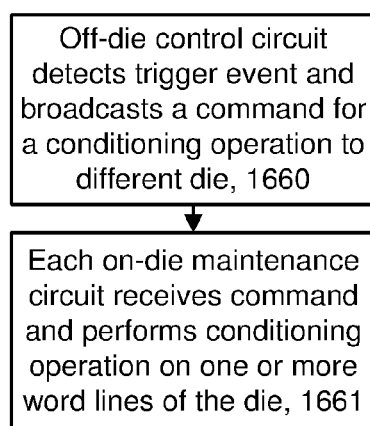 Off-die control circuit
detects trigger event and
broadcasts a command for
a conditioning operation to
different die, 1660
Each on-die maintenance
circuit receives command
and performs conditioning
operation on one or more
word lines of the die, 1661